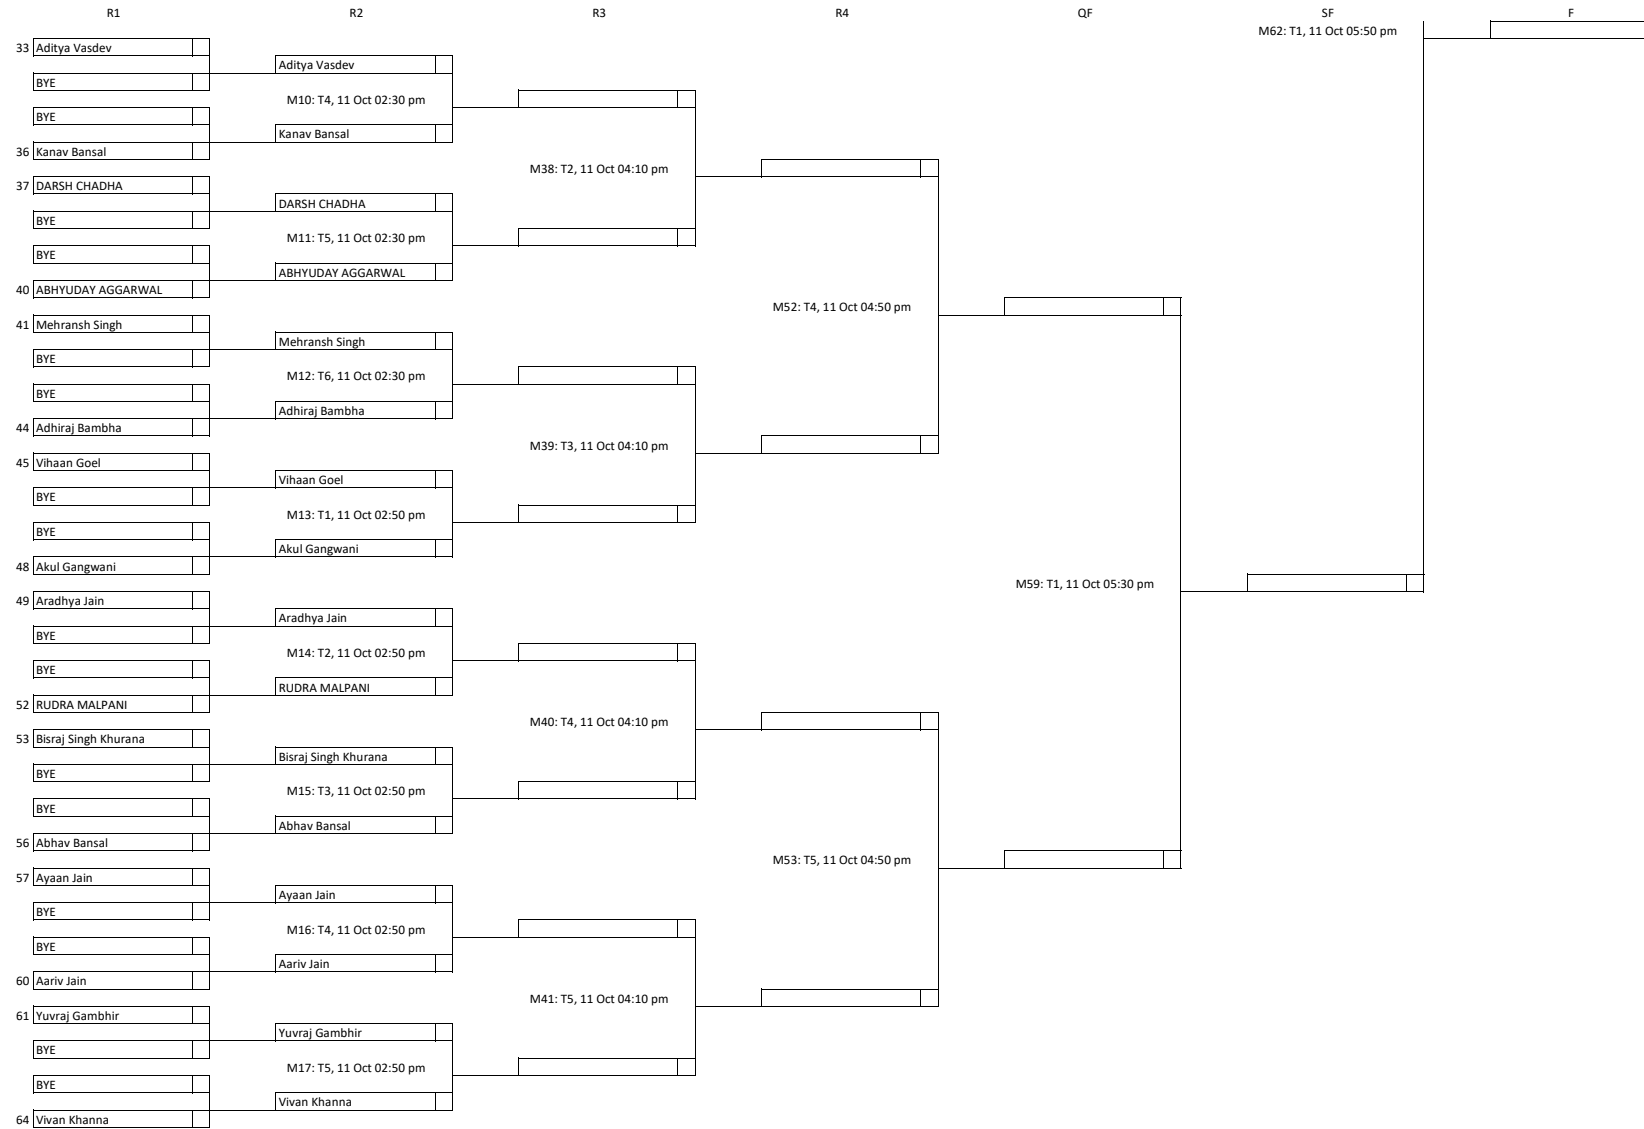 R1 R2 R3 R4 QF SF F
M62: T1, 11 Oct 05:50 pm
33 Aditya Vasdev
Aditya Vasdev
BYE
M10: T4, 11 Oct 02:30 pm
BYE
Kanav Bansal
36 Kanav Bansal
M38: T2, 11 Oct 04:10 pm
37 DARSH CHADHA
DARSH CHADHA
BYE
M11: T5, 11 Oct 02:30 pm
BYE
ABHYUDAY AGGARWAL
40 ABHYUDAY AGGARWAL
M52: T4, 11 Oct 04:50 pm
41 Mehransh Singh
Mehransh Singh
BYE
M12: T6, 11 Oct 02:30 pm
BYE
Adhiraj Bambha
44 Adhiraj Bambha
M39: T3, 11 Oct 04:10 pm
45 Vihaan Goel
Vihaan Goel
BYE
M13: T1, 11 Oct 02:50 pm
BYE
Akul Gangwani
48 Akul Gangwani
M59: T1, 11 Oct 05:30 pm
49 Aradhya Jain
Aradhya Jain
BYE
M14: T2, 11 Oct 02:50 pm
BYE
RUDRA MALPANI
52 RUDRA MALPANI
M40: T4, 11 Oct 04:10 pm
53 Bisraj Singh Khurana
Bisraj Singh Khurana
BYE
M15: T3, 11 Oct 02:50 pm
BYE
Abhav Bansal
56 Abhav Bansal
M53: T5, 11 Oct 04:50 pm
57 Ayaan Jain
Ayaan Jain
BYE
M16: T4, 11 Oct 02:50 pm
BYE
Aariv Jain
60 Aariv Jain
M41: T5, 11 Oct 04:10 pm
61 Yuvraj Gambhir
Yuvraj Gambhir
BYE
M17: T5, 11 Oct 02:50 pm
BYE
Vivan Khanna
64 Vivan Khanna